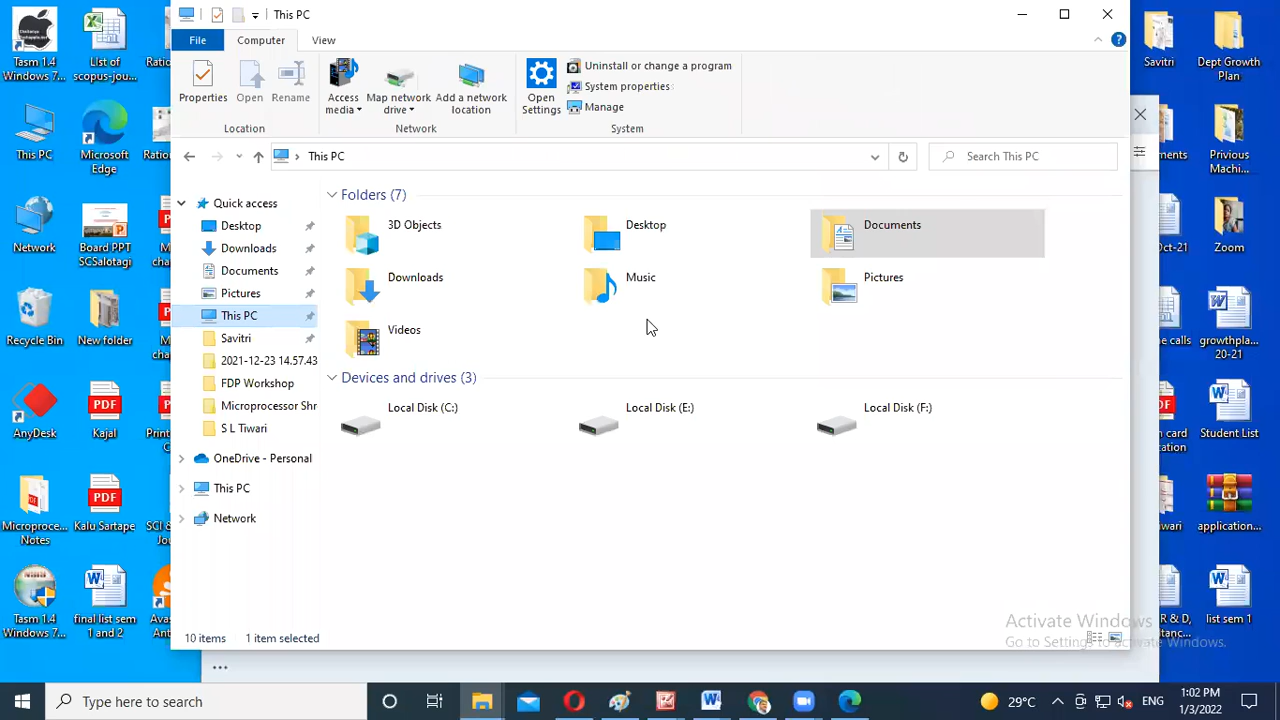 This PC
File
Computer
View
Properties
Open
Rename
Access media
Map network drive
Add a network location
Open Settings
Uninstall or change a program
System properties
Manage
Location
Network
System
This PC
Search This PC
Quick access
Desktop
Downloads
Documents
Pictures
This PC
Savitri
2021-12-23 14.57.43
FDP Workshop
Microprocessor Shr
S L Tiwari
OneDrive - Personal
This PC
Network
Folders (7)
3D Objects
Desktop
Documents
Downloads
Music
Pictures
Videos
Devices and drives (3)
Local Disk (C:)
Local Disk (E:)
Local Disk (F:)
10 items
1 item selected
Activate Windows
Go to Settings to activate Windows.
Tasm 1.4
Windows 7...
List of
scopus-jou...
This PC
Microsoft
Edge
Network
Board PPT
SCSalotagi
Recycle Bin
New folder
AnyDesk
PDF
Kajal
Microproce...
Notes
PDF
Kalu Sartape
Tasm 1.4
Windows 7...
final list sem
1 and 2
Savitri
Dept Growth
Plan
Privious
Machi...
Oct-21
Zoom
growthpla...
20-21
Student List
application...
list sem 1
Type here to search
29°C
ENG
1:02 PM
1/3/2022